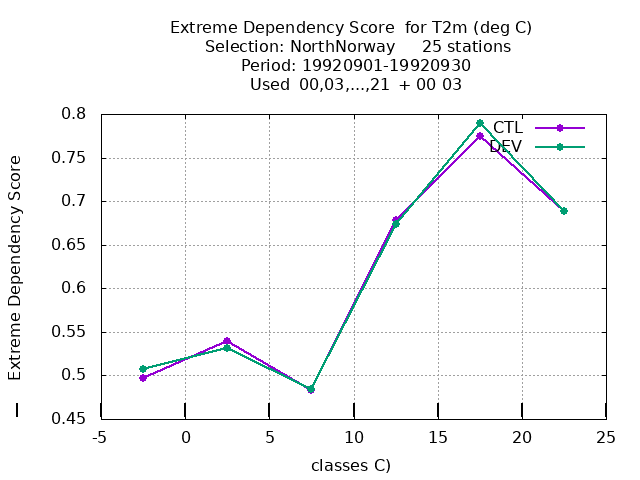 Extreme Dependency Score for T2m (deg C)
Selection: NorthNorway 25 stations
Period: 19920901-19920930
Used 00,03,...,21 + 00 03
CTL
DEV
0.8
0.75
0.7
0.65
0.6
0.55
0.5
0.45
-5
0
5
10
15
20
25
Extreme Dependency Score
classes C)